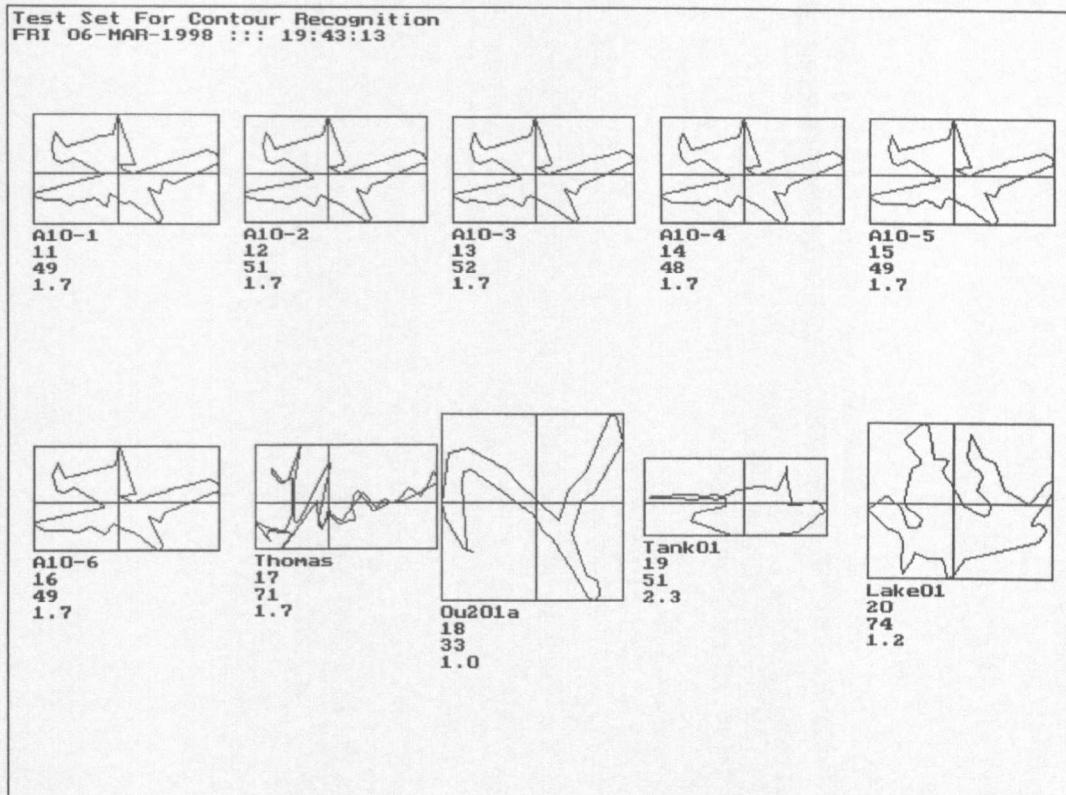 Test Set For Contour Recognition
FRI 06-MAR-1998 ::: 19:43:13
A10-1
11
49
1.7
A10-2
12
51
1.7
A10-3
13
52
1.7
A10-4
14
48
1.7
A10-5
15
49
1.7
A10-6
16
49
1.7
Thomas
17
71
1.7
Ou201a
18
33
1.0
Tank01
19
51
2.3
Lake01
20
74
1.2